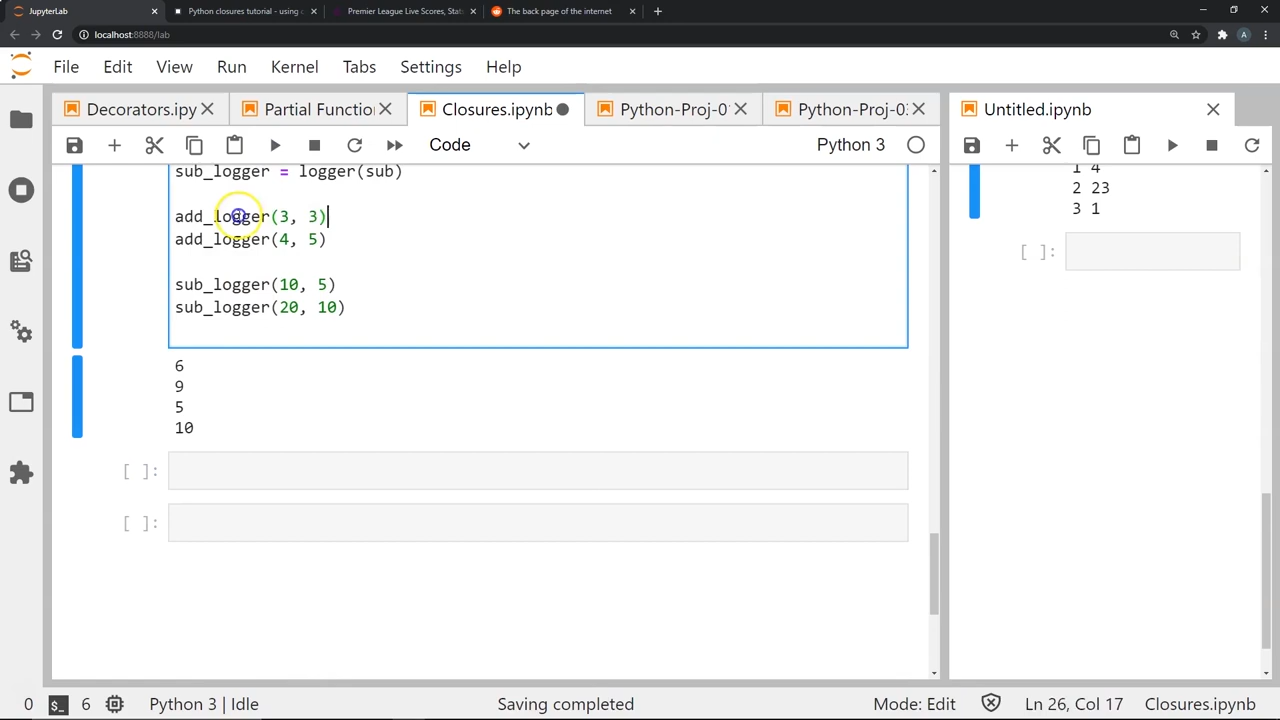 JupyterLab
Python closures tutorial - using c
Premier League Live Scores, Stat
The back page of the internet
localhost:8888/lab
A
File Edit View Run Kernel Tabs Settings Help
Decorators.ipy
Partial Functio
Closures.ipynb
Python-Proj-0
Python-Proj-0
Untitled.ipynb
Code
Python 3
sub_logger = logger(sub)
add_logger(3, 3)
add_logger(4, 5)
sub_logger(10, 5)
sub_logger(20, 10)
6
9
5
10
[ ]:
[ ]:
1 4
2 23
3 1
[ ]:
0 $_ 6 Python 3 | Idle Saving completed Mode: Edit Ln 26, Col 17 Closures.ipynb